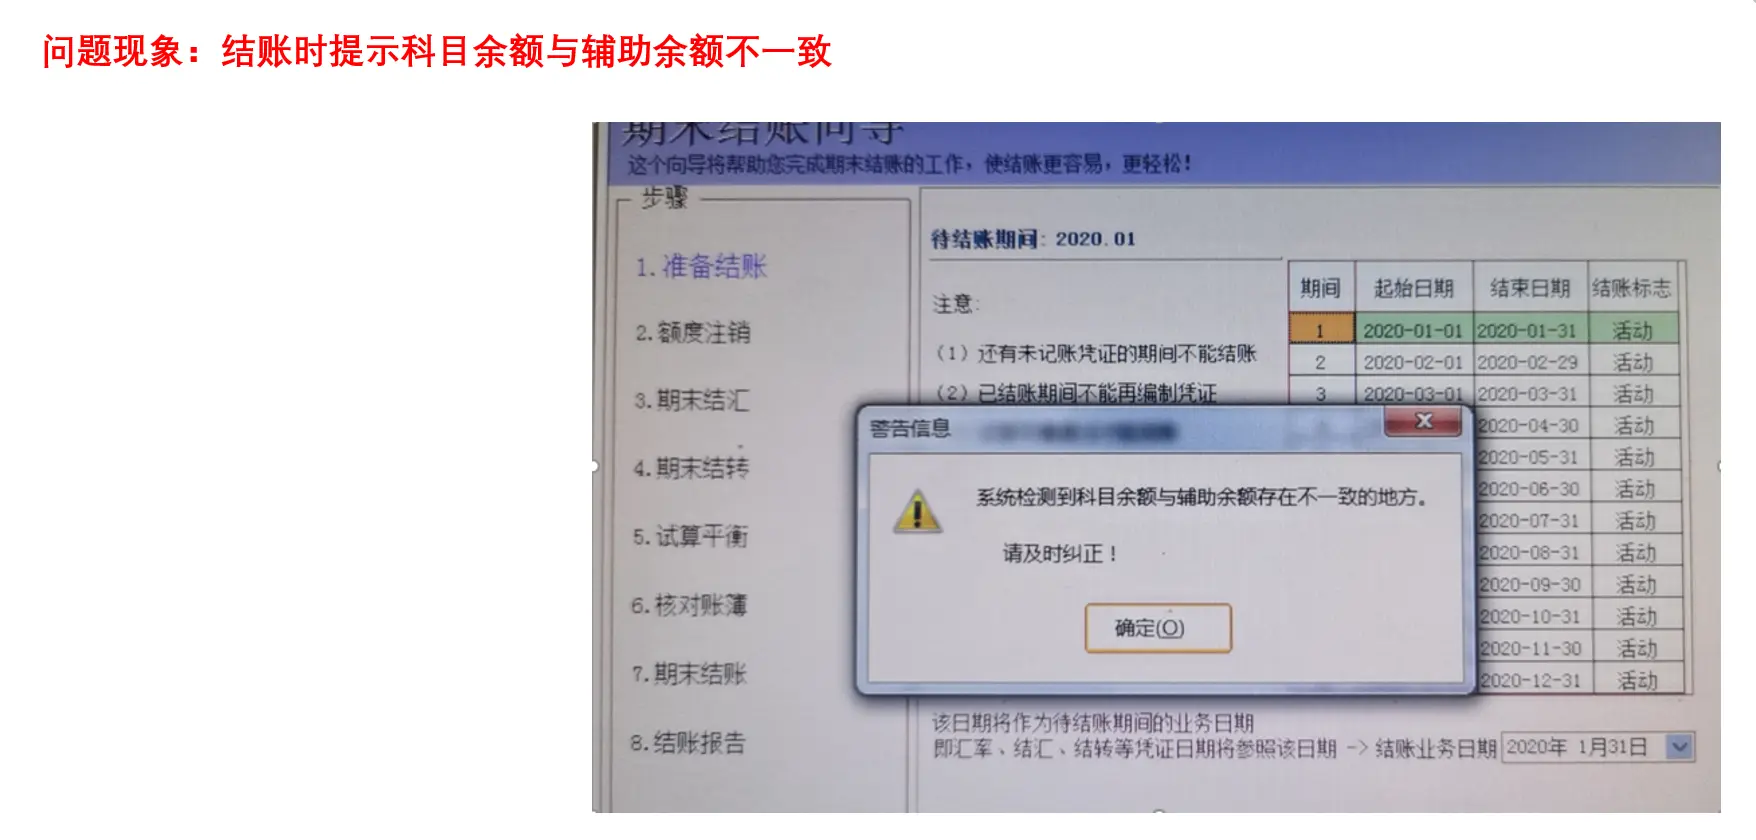 问题现象：结账时提示科目余额与辅助余额不一致
期末结账向导
这个向导将帮助您完成期末结账的工作，使结账更容易，更轻松！
步骤
1.准备结账
2.额度注销
3.期末结汇
4.期末结转
5.试算平衡
6.核对账簿
7.期末结账
8.结账报告
待结账期间: 2020.01
注意:
（1）还有未记账凭证的期间不能结账
（2）已结账期间不能再编制凭证
期间 起始日期 结束日期 结账标志
1 2020-01-01 2020-01-31 活动
2 2020-02-01 2020-02-29 活动
3 2020-03-01 2020-03-31 活动
2020-04-30 活动
2020-05-31 活动
2020-06-30 活动
2020-07-31 活动
2020-08-31 活动
2020-09-30 活动
2020-10-31 活动
2020-11-30 活动
2020-12-31 活动
警告信息
系统检测到科目余额与辅助余额存在不一致的地方。
请及时纠正！
确定(O)
该日期将作为待结账期间的业务日期
即汇率、结汇、结转等凭证日期将参照该日期 -> 结账业务日期 2020年 1月31日